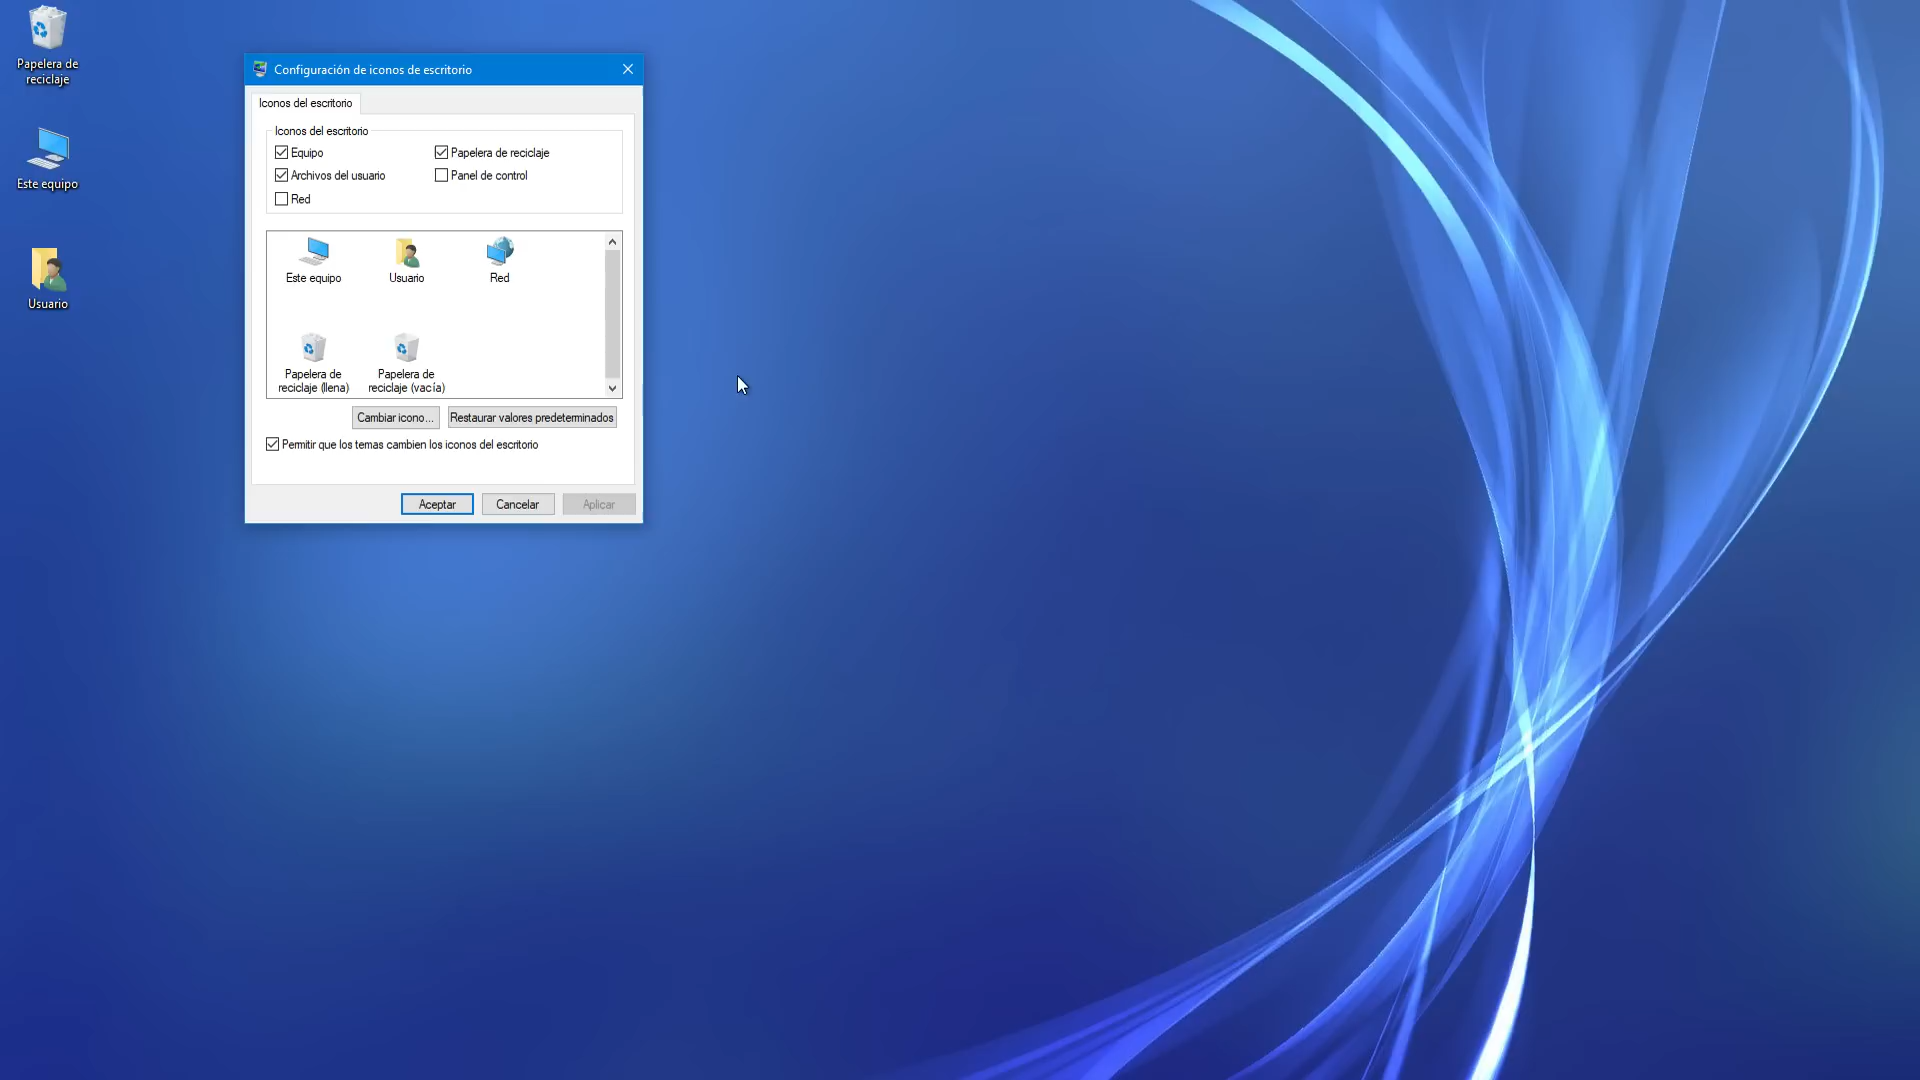 Papelera de
reciclaje
Este equipo
Usuario
Configuración de iconos de escritorio
Iconos del escritorio
Iconos del escritorio
Equipo
Papelera de reciclaje
Archivos del usuario
Panel de control
Red
Este equipo
Usuario
Red
Papelera de
reciclaje (llena)
Papelera de
reciclaje (vacía)
Cambiar icono...
Restaurar valores predeterminados
Permitir que los temas cambien los iconos del escritorio
Aceptar
Cancelar
Aplicar